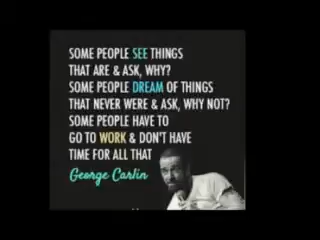 SOME PEOPLE SEE THINGS
THAT ARE & ASK, WHY?
SOME PEOPLE DREAM OF THINGS
THAT NEVER WERE & ASK, WHY NOT?
SOME PEOPLE HAVE TO
GO TO WORK & DON'T HAVE
TIME FOR ALL THAT
George Carlin